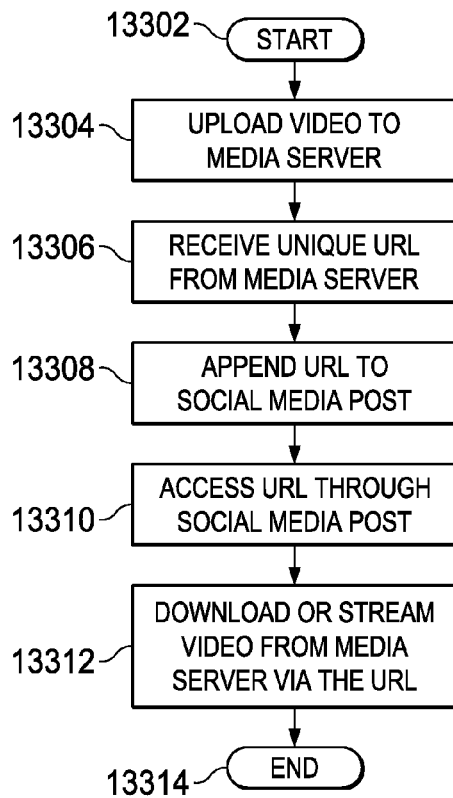 13302
START
13304
UPLOAD VIDEO TO
MEDIA SERVER
13306
RECEIVE UNIQUE URL
FROM MEDIA SERVER
13308
APPEND URL TO
SOCIAL MEDIA POST
13310
ACCESS URL THROUGH
SOCIAL MEDIA POST
13312
DOWNLOAD OR STREAM
VIDEO FROM MEDIA
SERVER VIA THE URL
END
13314